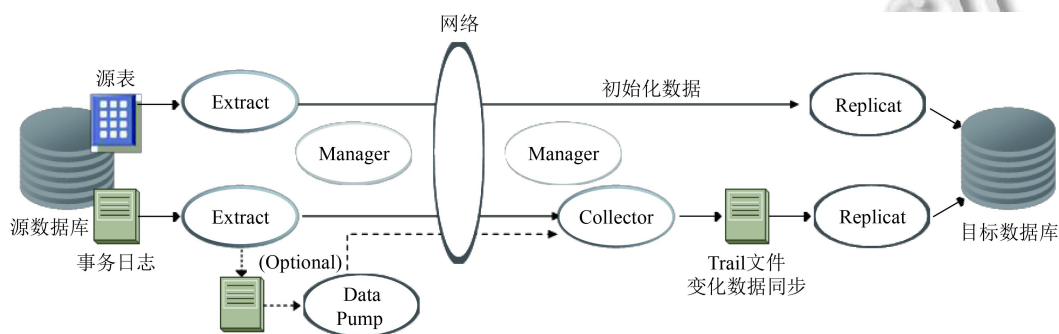 网络
源表
Extract
初始化数据
Replicat
Manager
Manager
源数据库
Extract
Collector
Replicat
目标数据库
事务日志
(Optional)
Trail文件
变化数据同步
Data
Pump